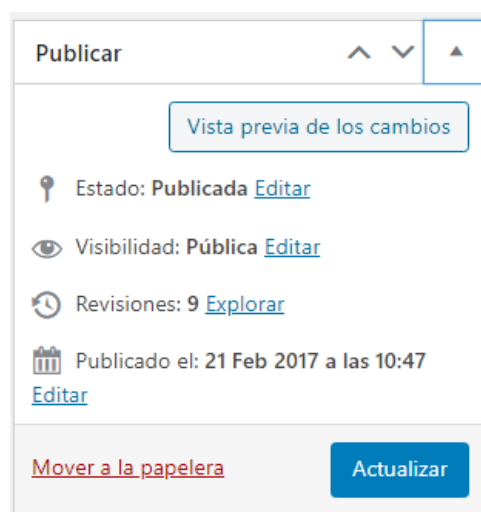 Publicar
Vista previa de los cambios
Estado: Publicada Editar
Visibilidad: Pública Editar
Revisiones: 9 Explorar
Publicado el: 21 Feb 2017 a las 10:47
Editar
Mover a la papelera
Actualizar